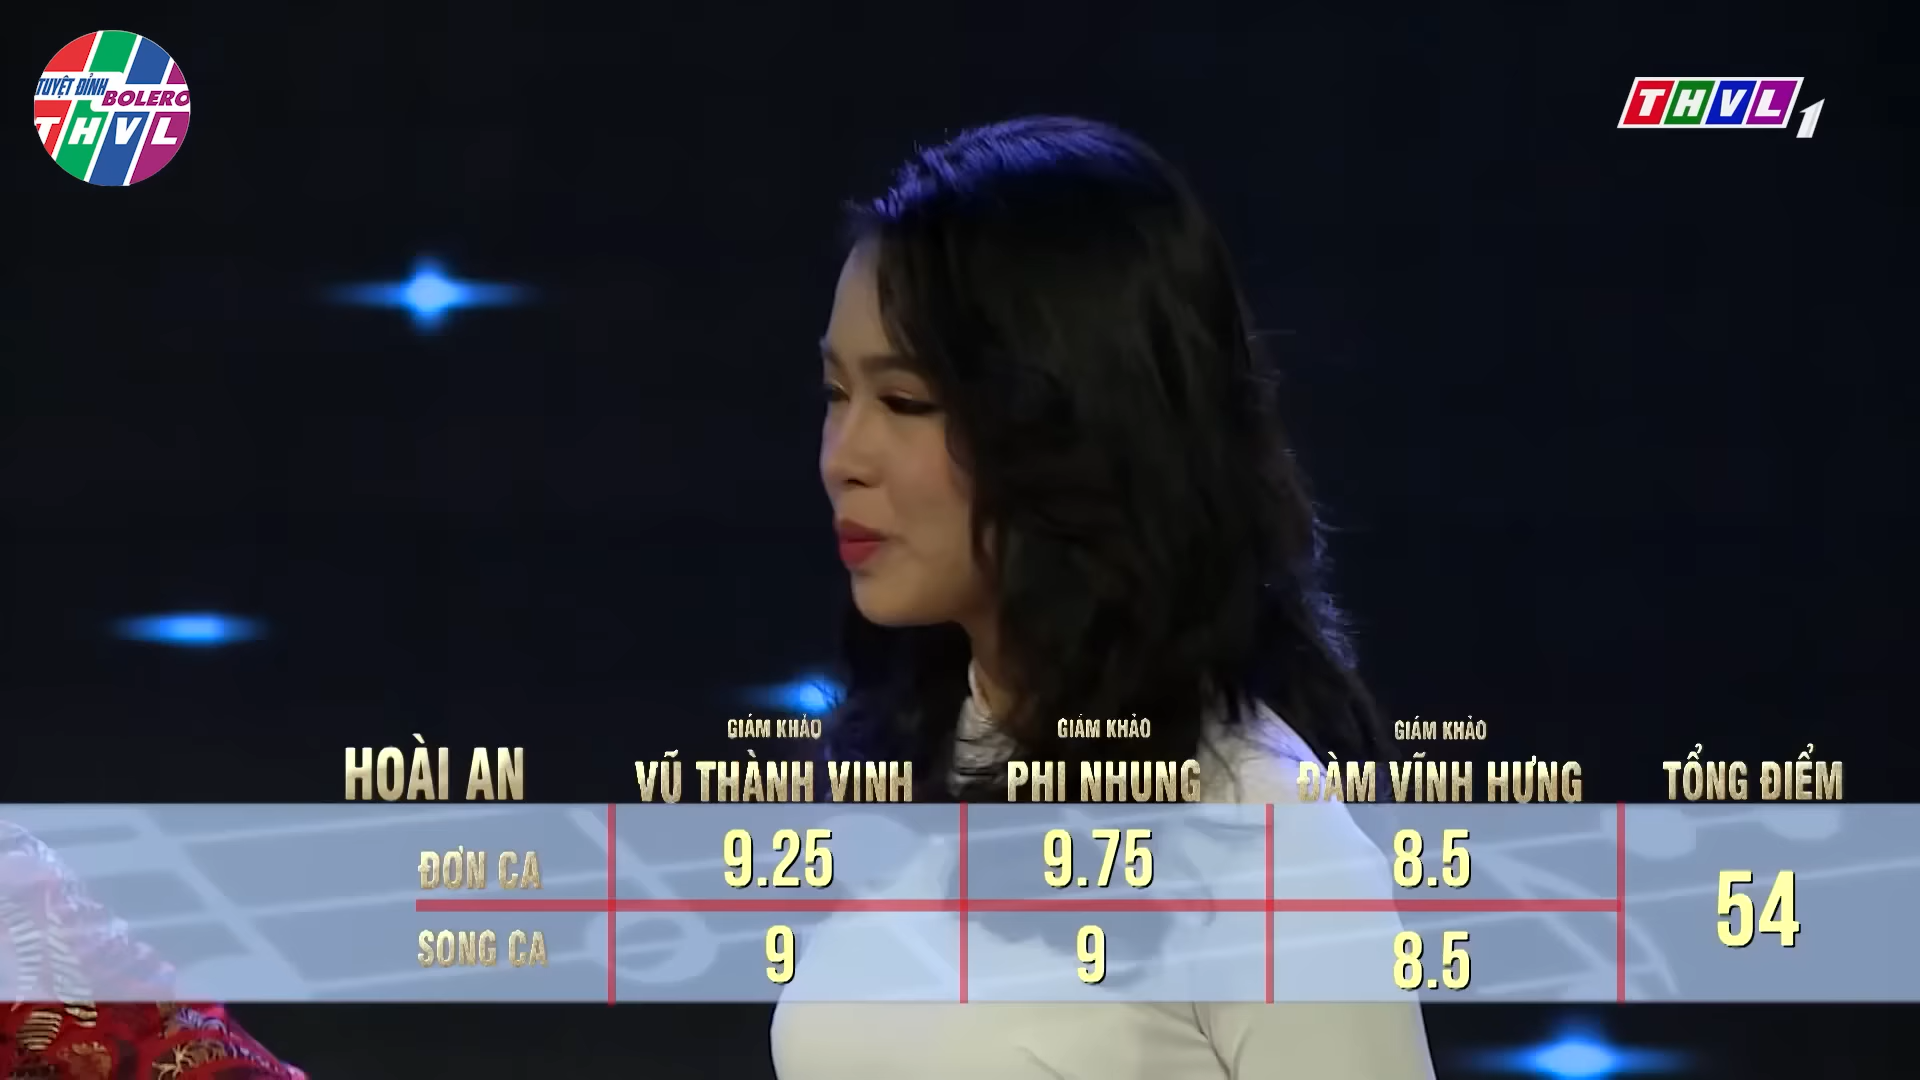 TUYỆT ĐỈNH
BOLERO
THVL
THVL1
GIÁM KHẢO GIÁM KHẢO GIÁM KHẢO
HOÀI AN VŨ THÀNH VINH PHI NHUNG ĐÀM VĨNH HƯNG TỔNG ĐIỂM
ĐƠN CA 9.25 9.75 8.5
54
SONG CA 9 9 8.5